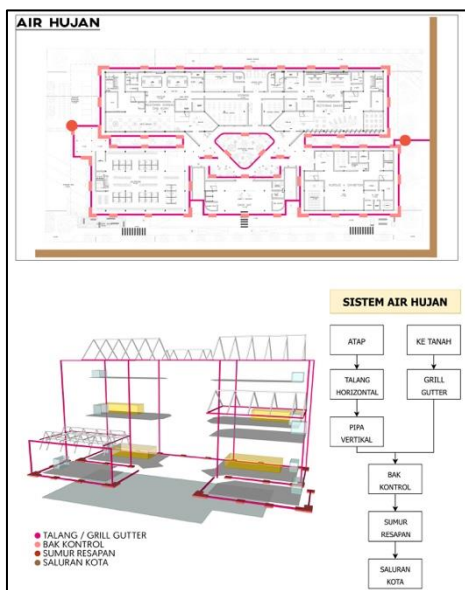 AIR HUJAN
SISTEM AIR HUJAN
ATAP
KE TANAH
TALANG
HORIZONTAL
GRILL
GUTTER
PIPA
VERTIKAL
BAK
KONTROL
SUMUR
RESAPAN
SALURAN
KOTA
TALANG / GRILL GUTTER
BAK KONTROL
SUMUR RESAPAN
SALURAN KOTA